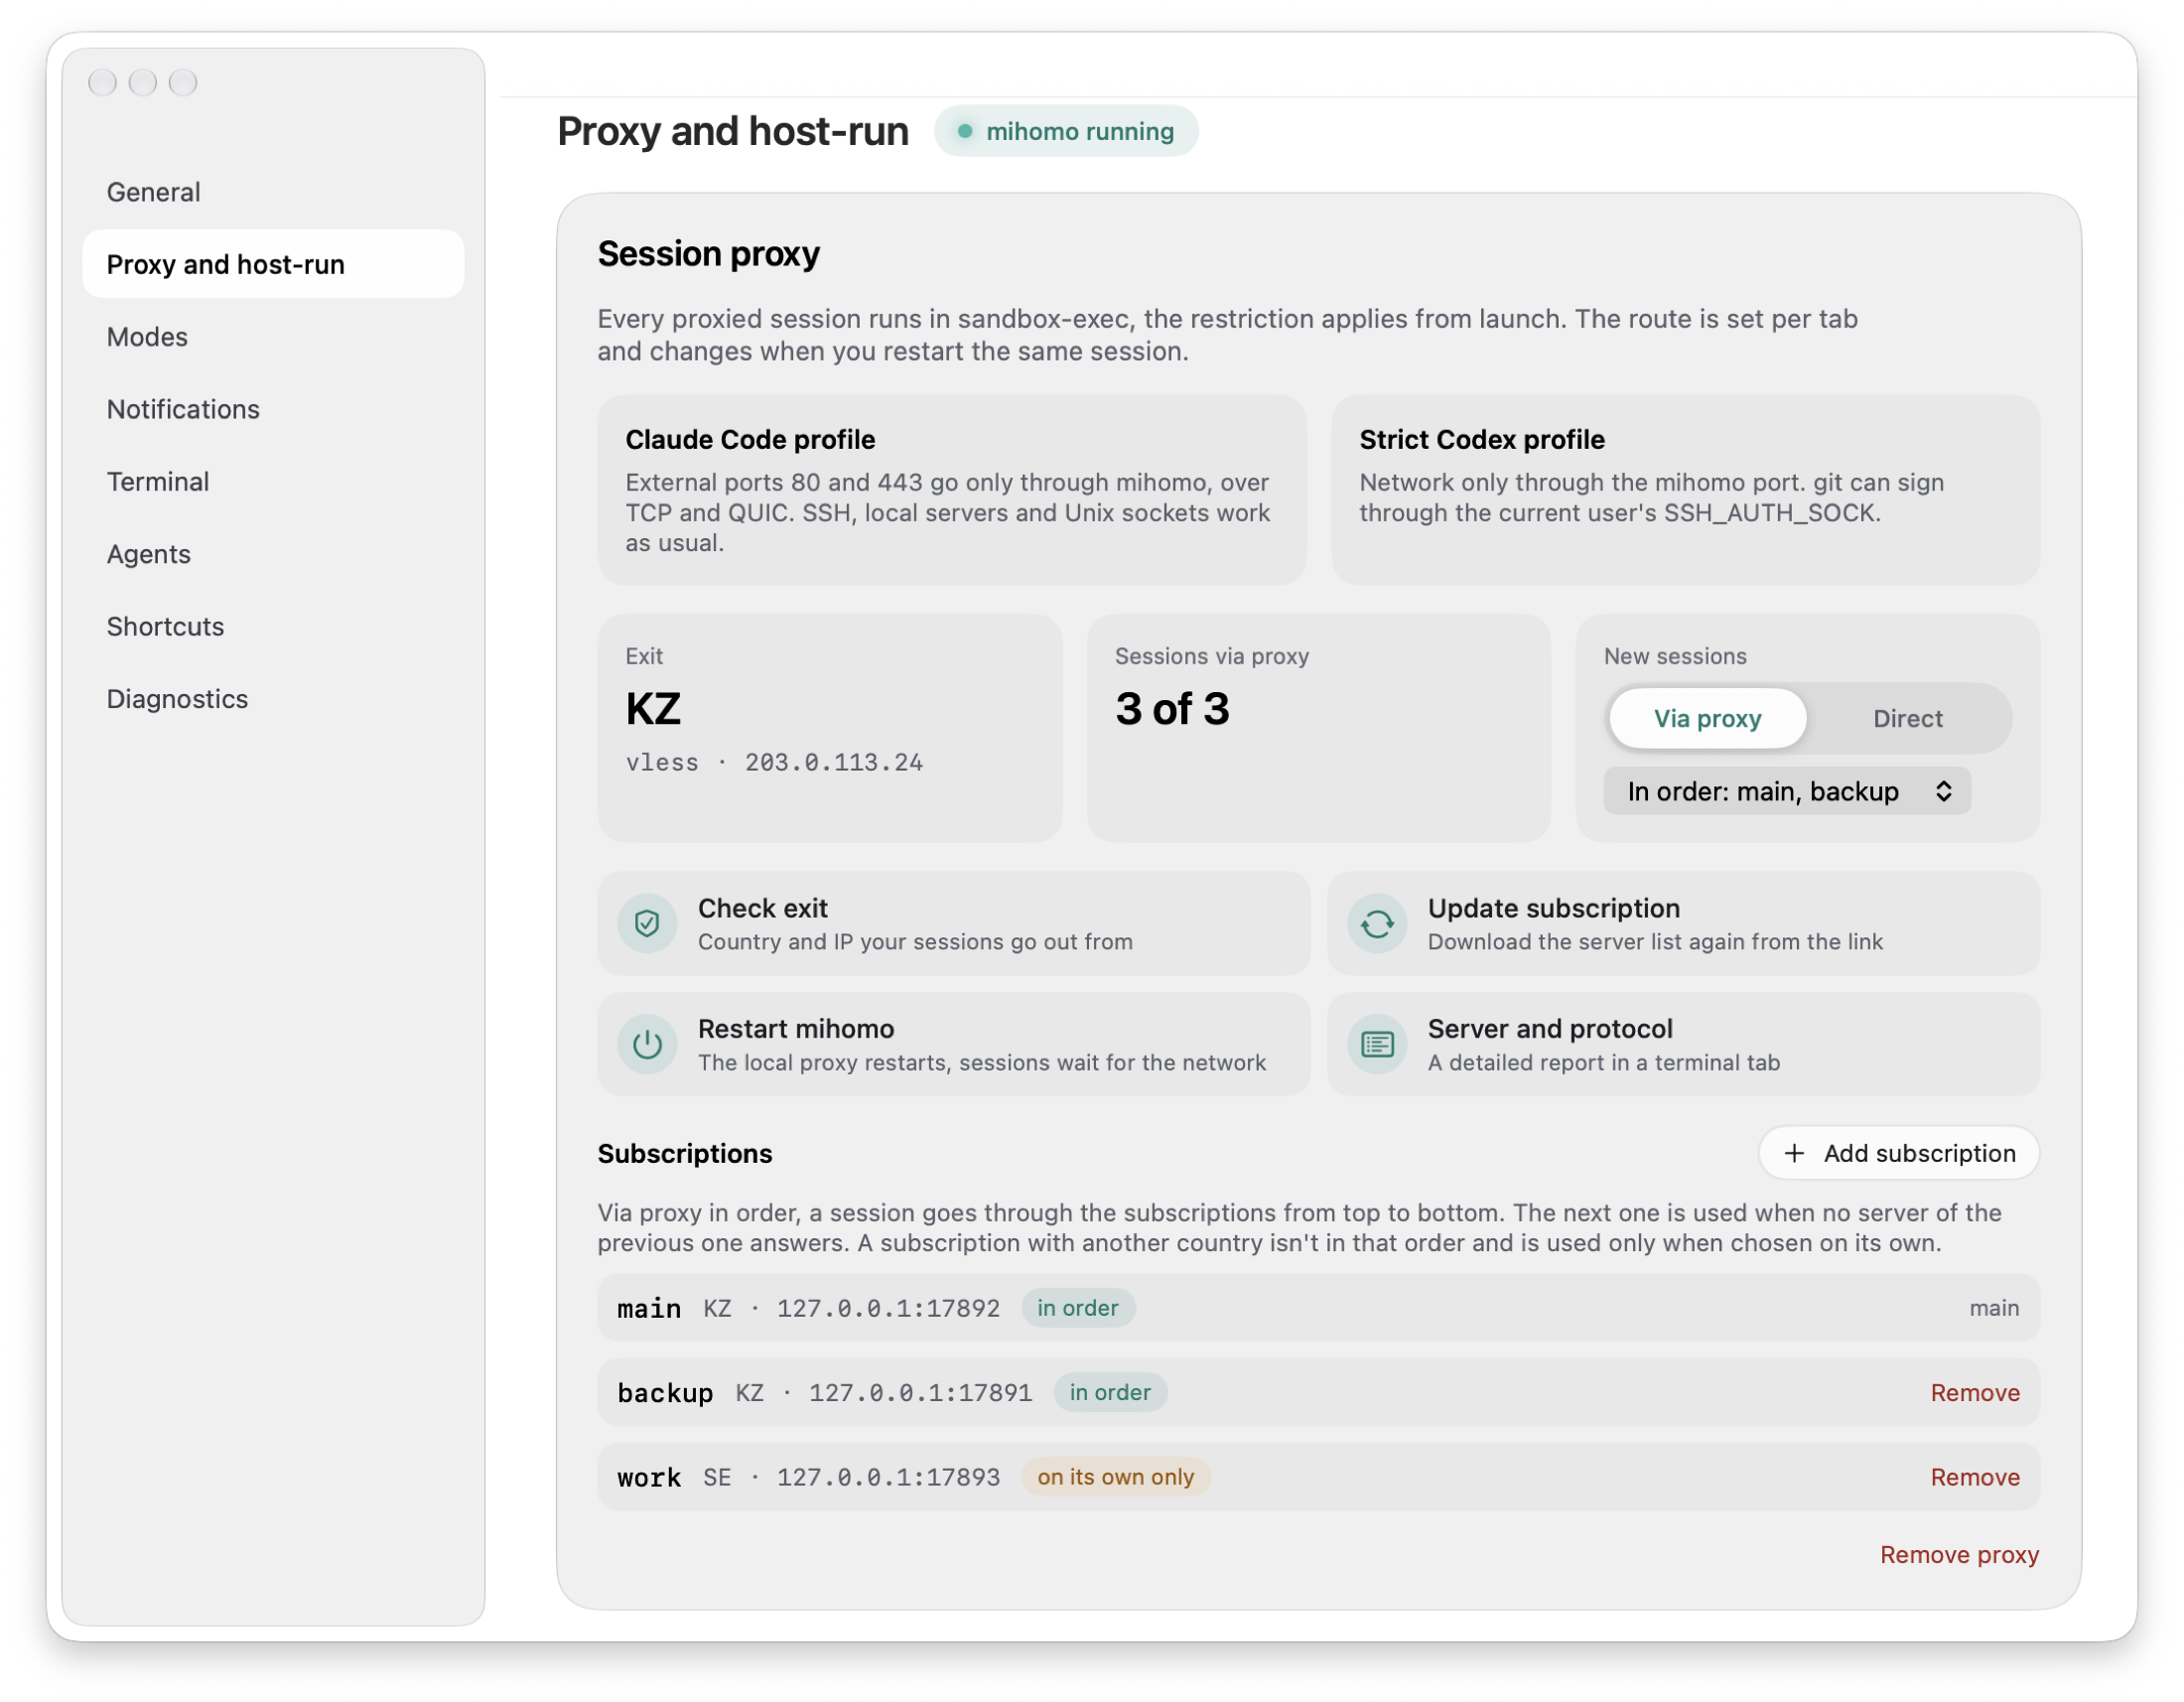 General
Proxy and host-run
Modes
Notifications
Terminal
Agents
Shortcuts
Diagnostics
Proxy and host-run
mihomo running
Session proxy
Every proxied session runs in sandbox-exec, the restriction applies from launch. The route is set per tab
and changes when you restart the same session.
Claude Code profile
External ports 80 and 443 go only through mihomo, over
TCP and QUIC. SSH, local servers and Unix sockets work
as usual.
Strict Codex profile
Network only through the mihomo port. git can sign
through the current user's SSH_AUTH_SOCK.
Exit
KZ
vless · 203.0.113.24
Sessions via proxy
3 of 3
New sessions
Via proxy
Direct
In order: main, backup
Check exit
Country and IP your sessions go out from
Update subscription
Download the server list again from the link
Restart mihomo
The local proxy restarts, sessions wait for the network
Server and protocol
A detailed report in a terminal tab
Subscriptions
+ Add subscription
Via proxy in order, a session goes through the subscriptions from top to bottom. The next one is used when no server of the
previous one answers. A subscription with another country isn't in that order and is used only when chosen on its own.
main KZ · 127.0.0.1:17892 in order main
backup KZ · 127.0.0.1:17891 in order Remove
work SE · 127.0.0.1:17893 on its own only Remove
Remove proxy